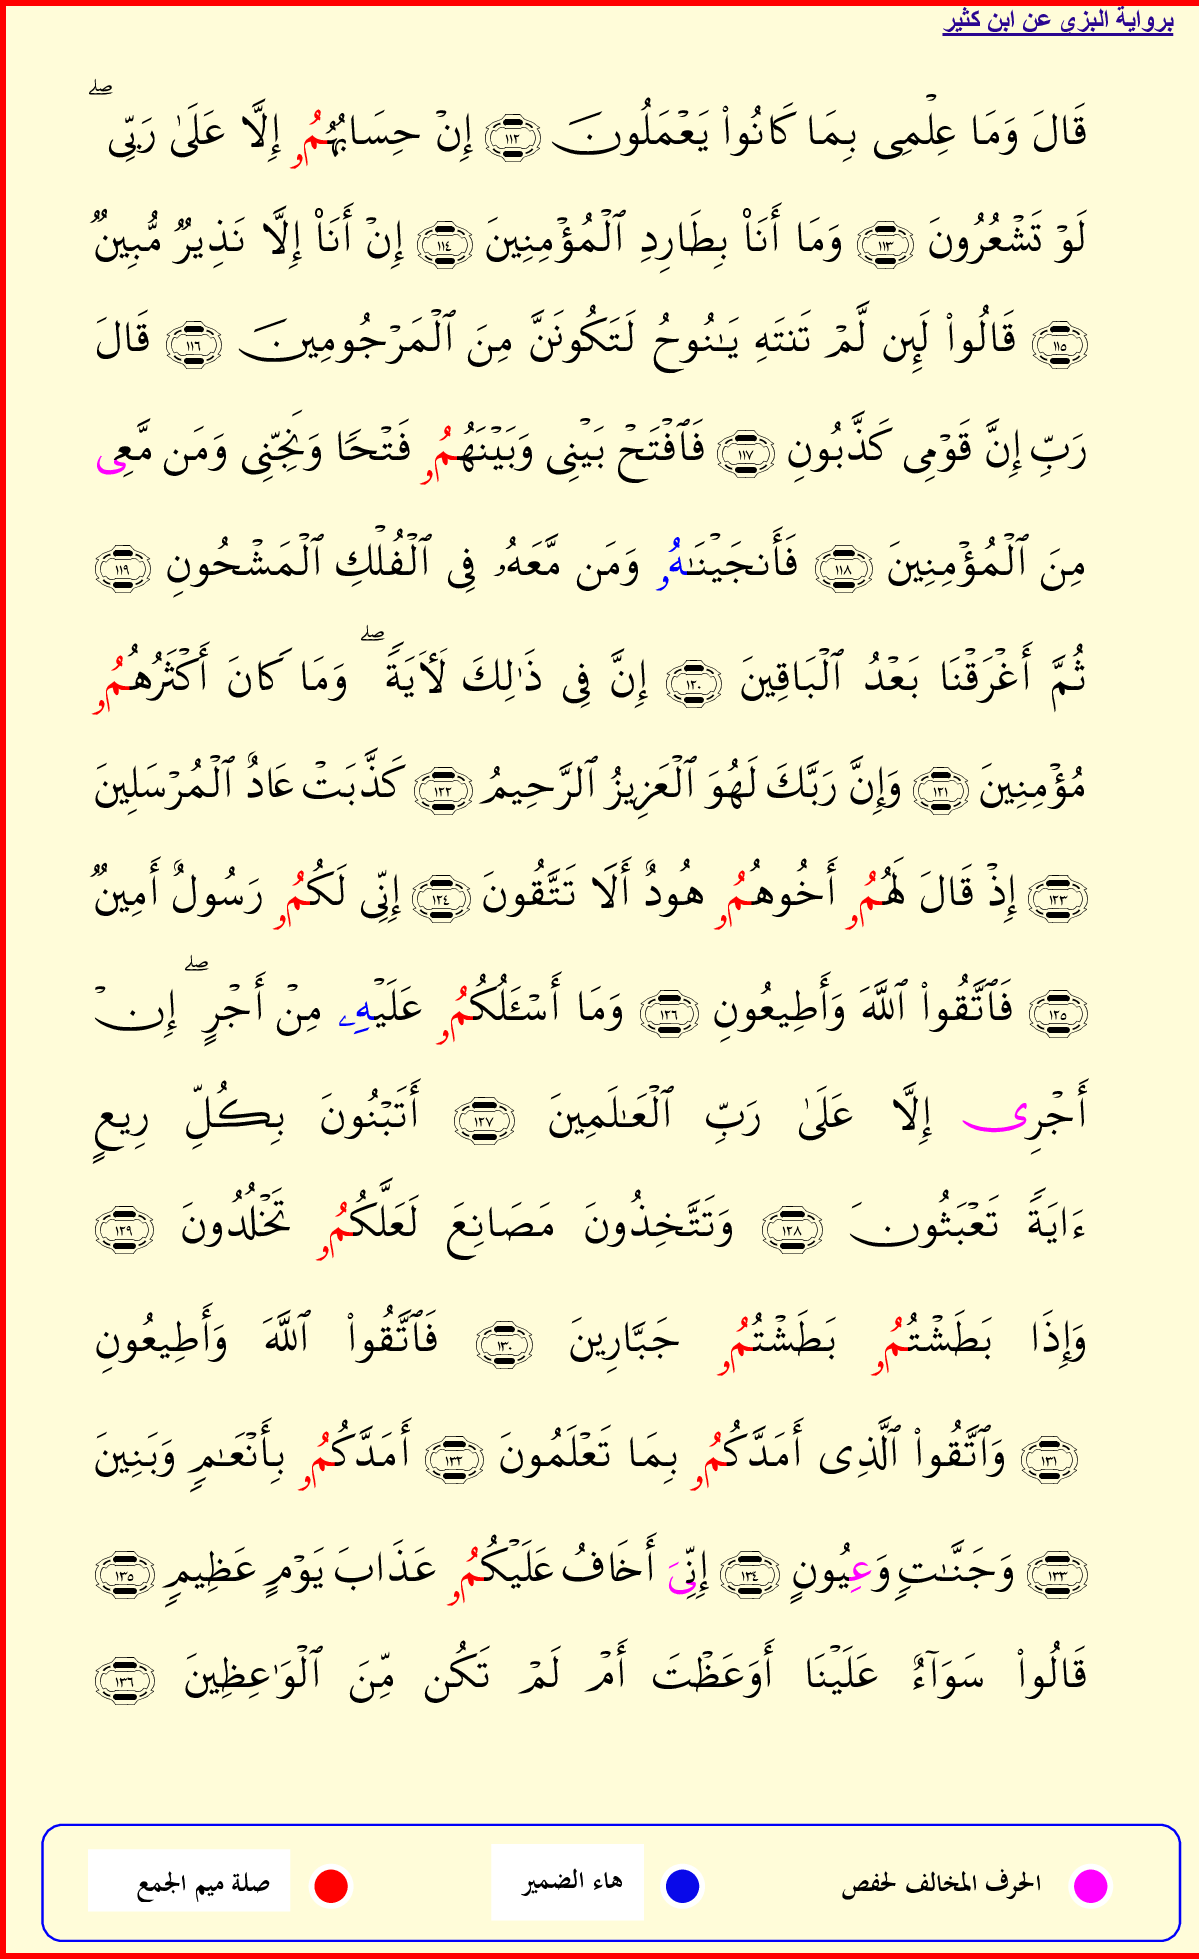 برواية البزي عن ابن كثير
قَالَ وَمَا عِلْمِى بِمَا كَانُوا۟ يَعْمَلُونَ ١١٢ إِنْ حِسَابُهُمُۥ إِلَّا عَلَىٰ رَبِّى ۖ
لَوْ تَشْعُرُونَ ١١٣ وَمَا أَنَا۠ بِطَارِدِ ٱلْمُؤْمِنِينَ ١١٤ إِنْ أَنَا۠ إِلَّا نَذِيرٌ مُّبِينٌ
١١٥ قَالُوا۟ لَئِن لَّمْ تَنتَهِ يَـٰنُوحُ لَتَكُونَنَّ مِنَ ٱلْمَرْجُومِينَ ١١٦ قَالَ
رَبِّ إِنَّ قَوْمِى كَذَّبُونِ ١١٧ فَٱفْتَحْ بَيْنِى وَبَيْنَهُمُۥ فَتْحًا وَنَجِّنِى وَمَن مَّعِى
مِنَ ٱلْمُؤْمِنِينَ ١١٨ فَأَنجَيْنَـٰهُۥ وَمَن مَّعَهُۥ فِى ٱلْفُلْكِ ٱلْمَشْحُونِ ١١٩
ثُمَّ أَغْرَقْنَا بَعْدُ ٱلْبَاقِينَ ١٢٠ إِنَّ فِى ذَٰلِكَ لَأَيَةً ۖ وَمَا كَانَ أَكْثَرُهُمُۥ
مُؤْمِنِينَ ١٢١ وَإِنَّ رَبَّكَ لَهُوَ ٱلْعَزِيزُ ٱلرَّحِيمُ ١٢٢ كَذَّبَتْ عَادٌ ٱلْمُرْسَلِينَ
١٢٣ إِذْ قَالَ لَهُمُۥ أَخُوهُمُۥ هُودٌ أَلَا تَتَّقُونَ ١٢٤ إِنِّى لَكُمُۥ رَسُولٌ أَمِينٌ
١٢٥ فَٱتَّقُوا۟ ٱللَّهَ وَأَطِيعُونِ ١٢٦ وَمَا أَسْـَٔلُكُمُۥ عَلَيْهِۦ مِنْ أَجْرٍ ۖ إِنْ
أَجْرِى إِلَّا عَلَىٰ رَبِّ ٱلْعَـٰلَمِينَ ١٢٧ أَتَبْنُونَ بِكُلِّ رِيعٍ
ءَايَةً تَعْبَثُونَ ١٢٨ وَتَتَّخِذُونَ مَصَانِعَ لَعَلَّكُمُۥ تَخْلُدُونَ ١٢٩
وَإِذَا بَطَشْتُمُۥ بَطَشْتُمُۥ جَبَّارِينَ ١٣٠ فَٱتَّقُوا۟ ٱللَّهَ وَأَطِيعُونِ
١٣١ وَٱتَّقُوا۟ ٱلَّذِى أَمَدَّكُمُۥ بِمَا تَعْلَمُونَ ١٣٢ أَمَدَّكُمُۥ بِأَنْعَـٰمٍ وَبَنِينَ
١٣٣ وَجَنَّـٰتٍ وَعِيُونٍ ١٣٤ إِنِّىَ أَخَافُ عَلَيْكُمُۥ عَذَابَ يَوْمٍ عَظِيمٍ ١٣٥
قَالُوا۟ سَوَآءٌ عَلَيْنَا أَوَعَظْتَ أَمْ لَمْ تَكُن مِّنَ ٱلْوَٰعِظِينَ ١٣٦
الحرف المخالف لحفص هاء الضمير صلة ميم الجمع